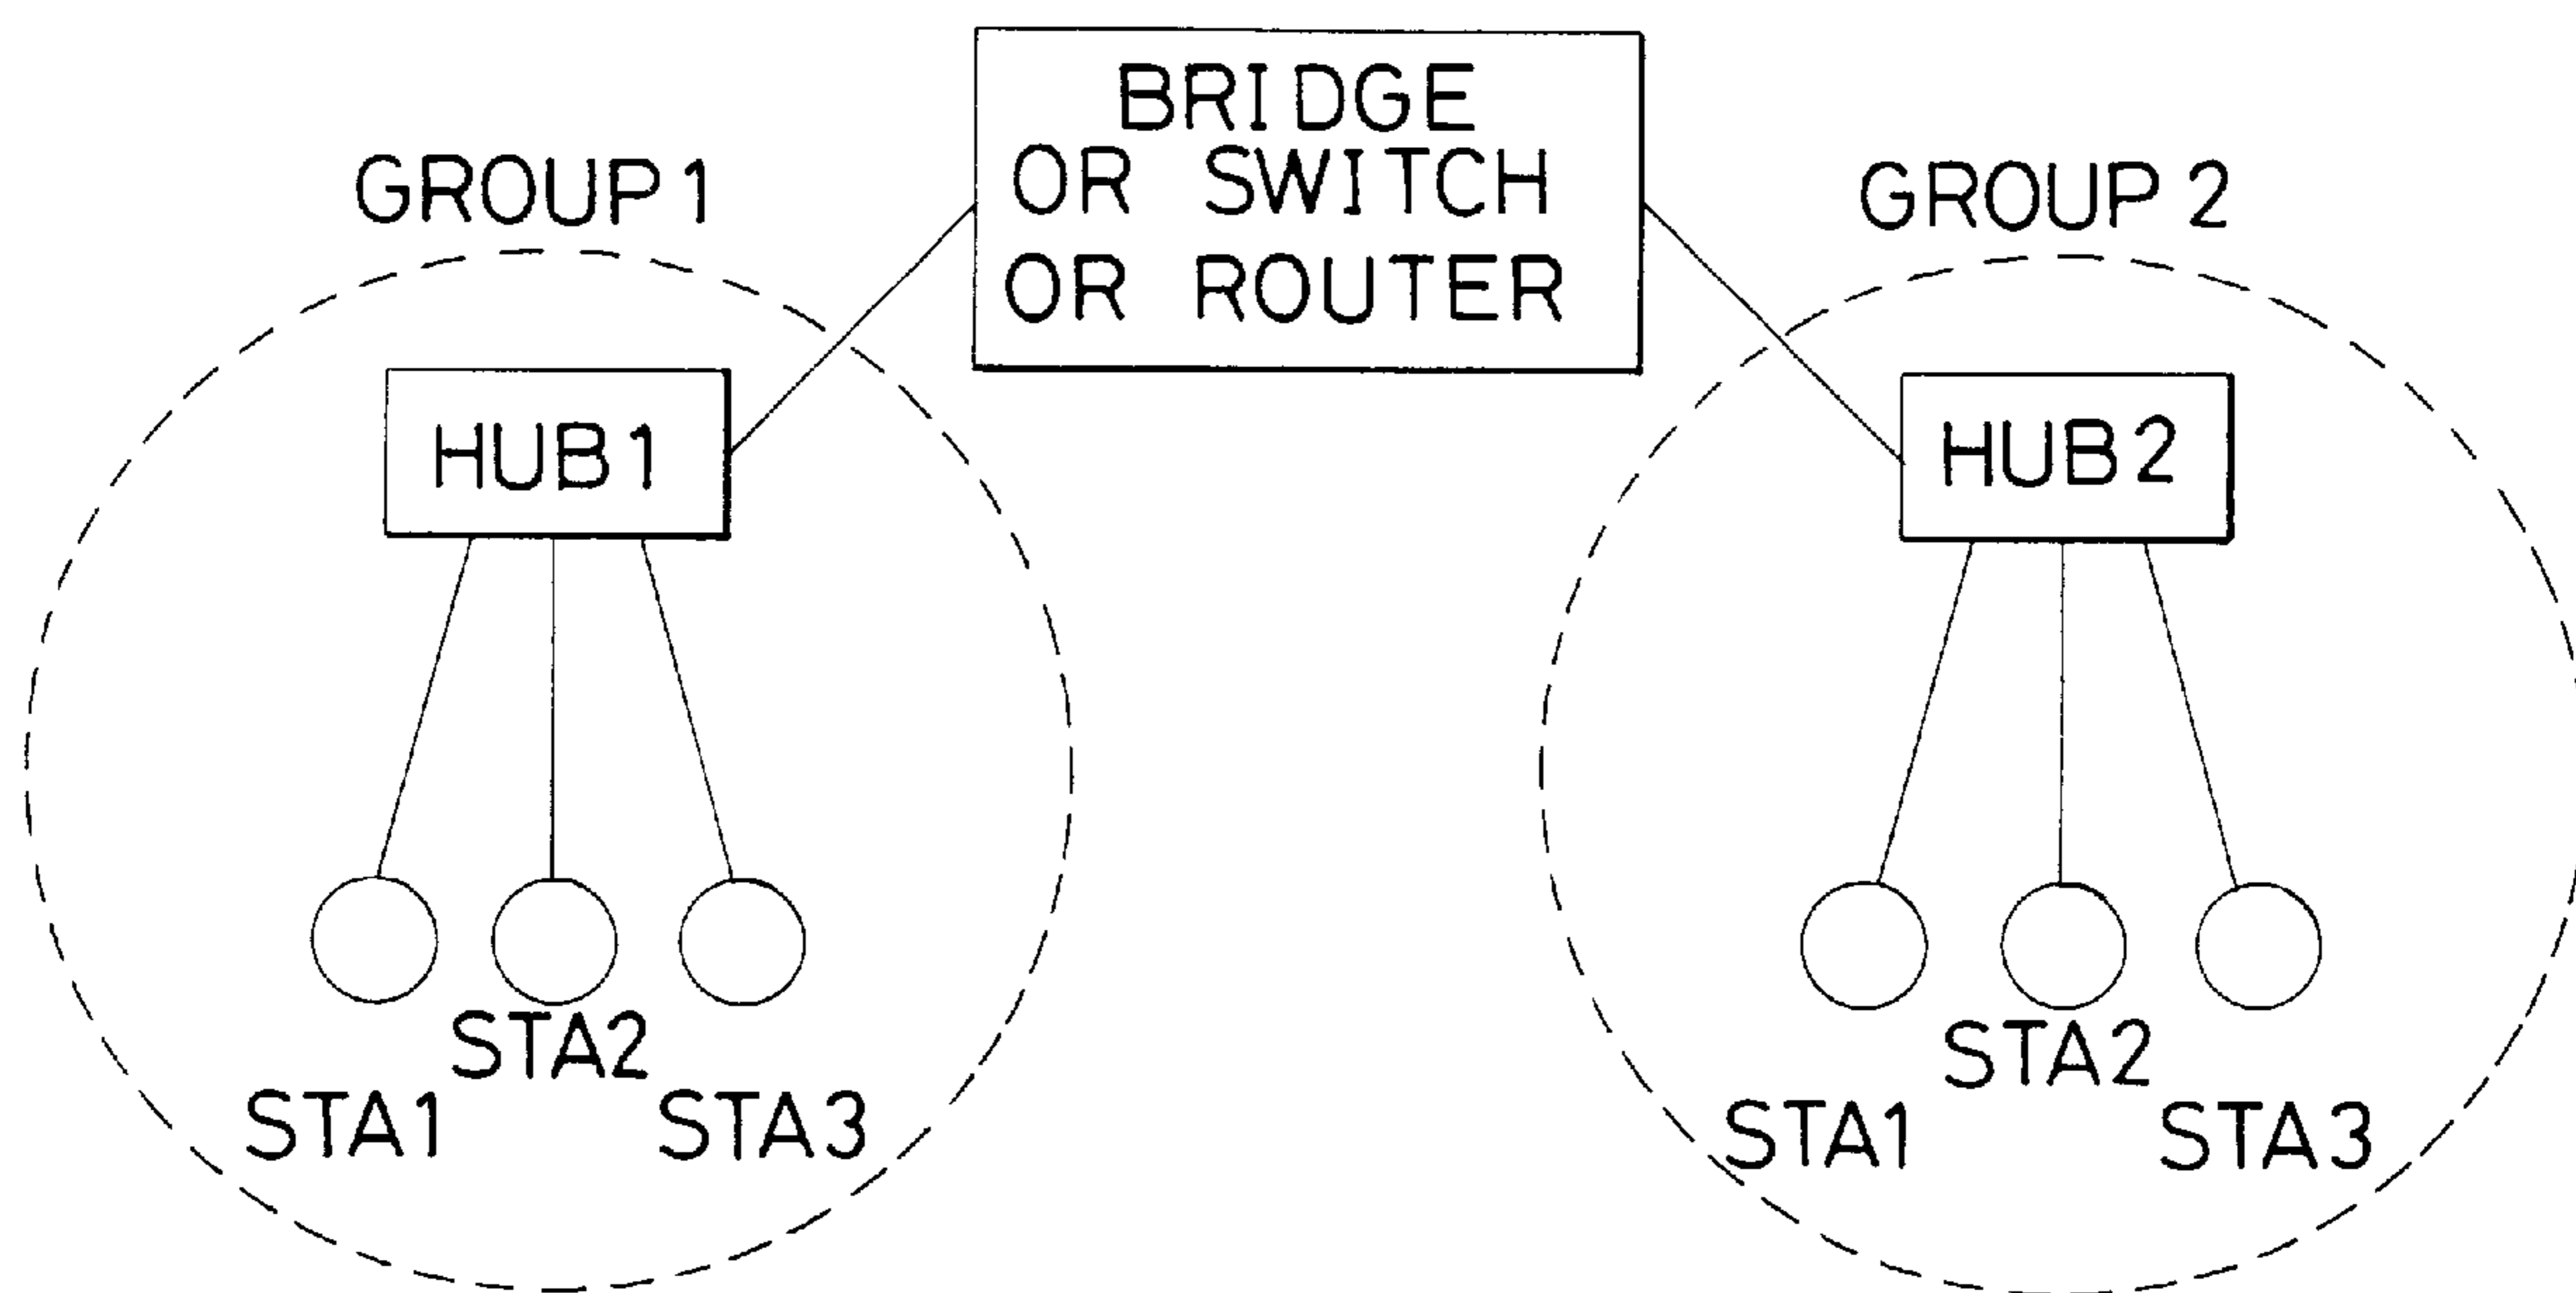 BRIDGE
OR SWITCH
OR ROUTER
GROUP 1
GROUP 2
HUB 1
HUB 2
STA2
STA1
STA3
STA2
STA1
STA3